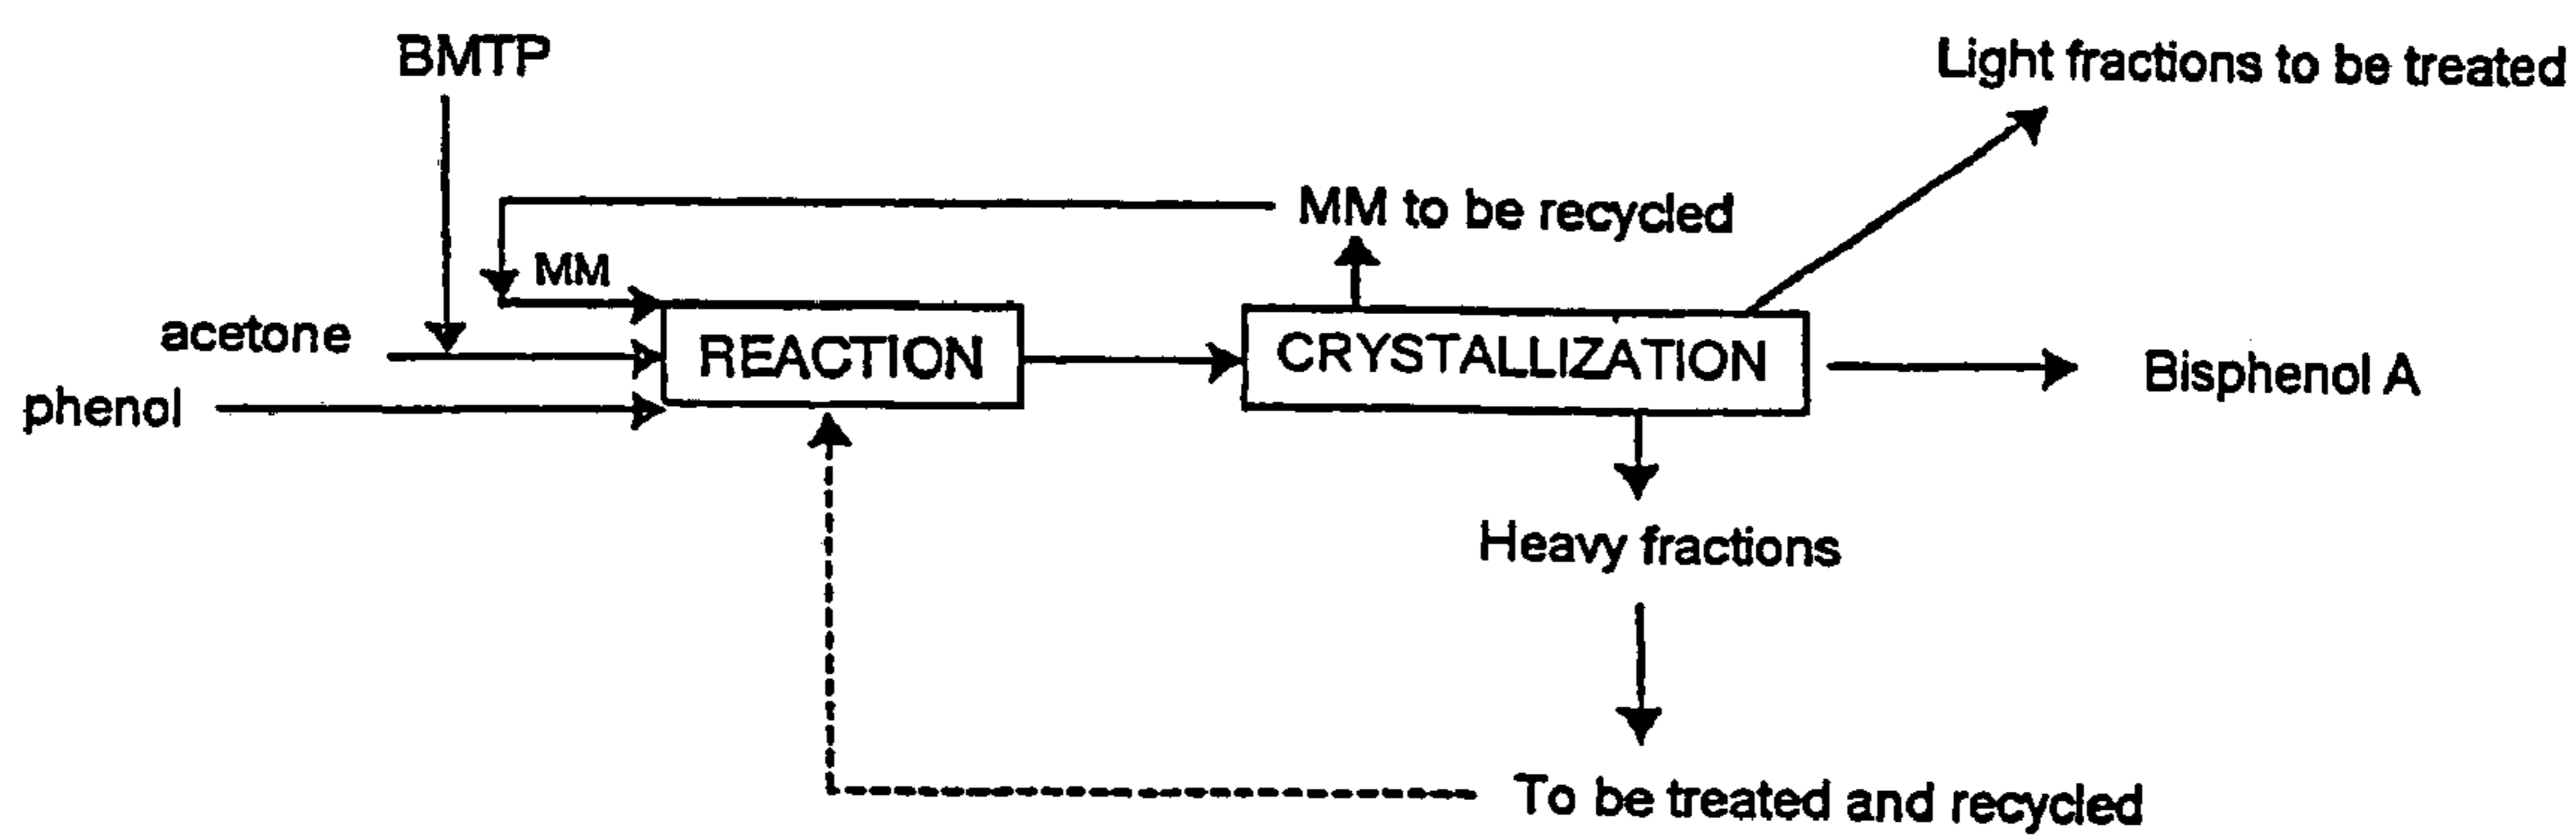 BMTP
Light fractions to be treated
MM to be recycled
MM
acetone
REACTION
CRYSTALLIZATION
Bisphenol A
phenol
Heavy fractions
To be treated and recycled